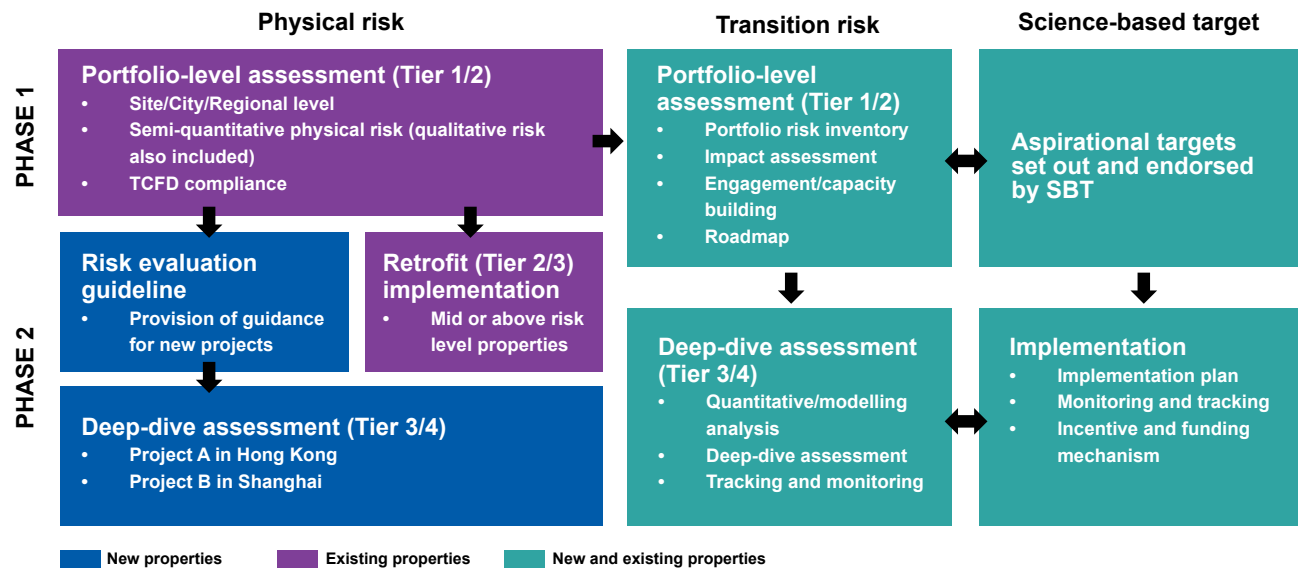 Physical risk
Transition risk
Science-based target
PHASE 1
Portfolio-level assessment (Tier 1/2)
• Site/City/Regional level
• Semi-quantitative physical risk (qualitative risk
also included)
• TCFD compliance
Portfolio-level
assessment (Tier 1/2)
• Portfolio risk inventory
• Impact assessment
• Engagement/capacity
building
• Roadmap
Aspirational targets
set out and endorsed
by SBT
PHASE 2
Risk evaluation
guideline
• Provision of guidance
for new projects
Retrofit (Tier 2/3)
implementation
• Mid or above risk
level properties
Deep-dive assessment (Tier 3/4)
• Project A in Hong Kong
• Project B in Shanghai
Deep-dive assessment
(Tier 3/4)
• Quantitative/modelling
analysis
• Deep-dive assessment
• Tracking and monitoring
Implementation
• Implementation plan
• Monitoring and tracking
• Incentive and funding
mechanism
New properties
Existing properties
New and existing properties